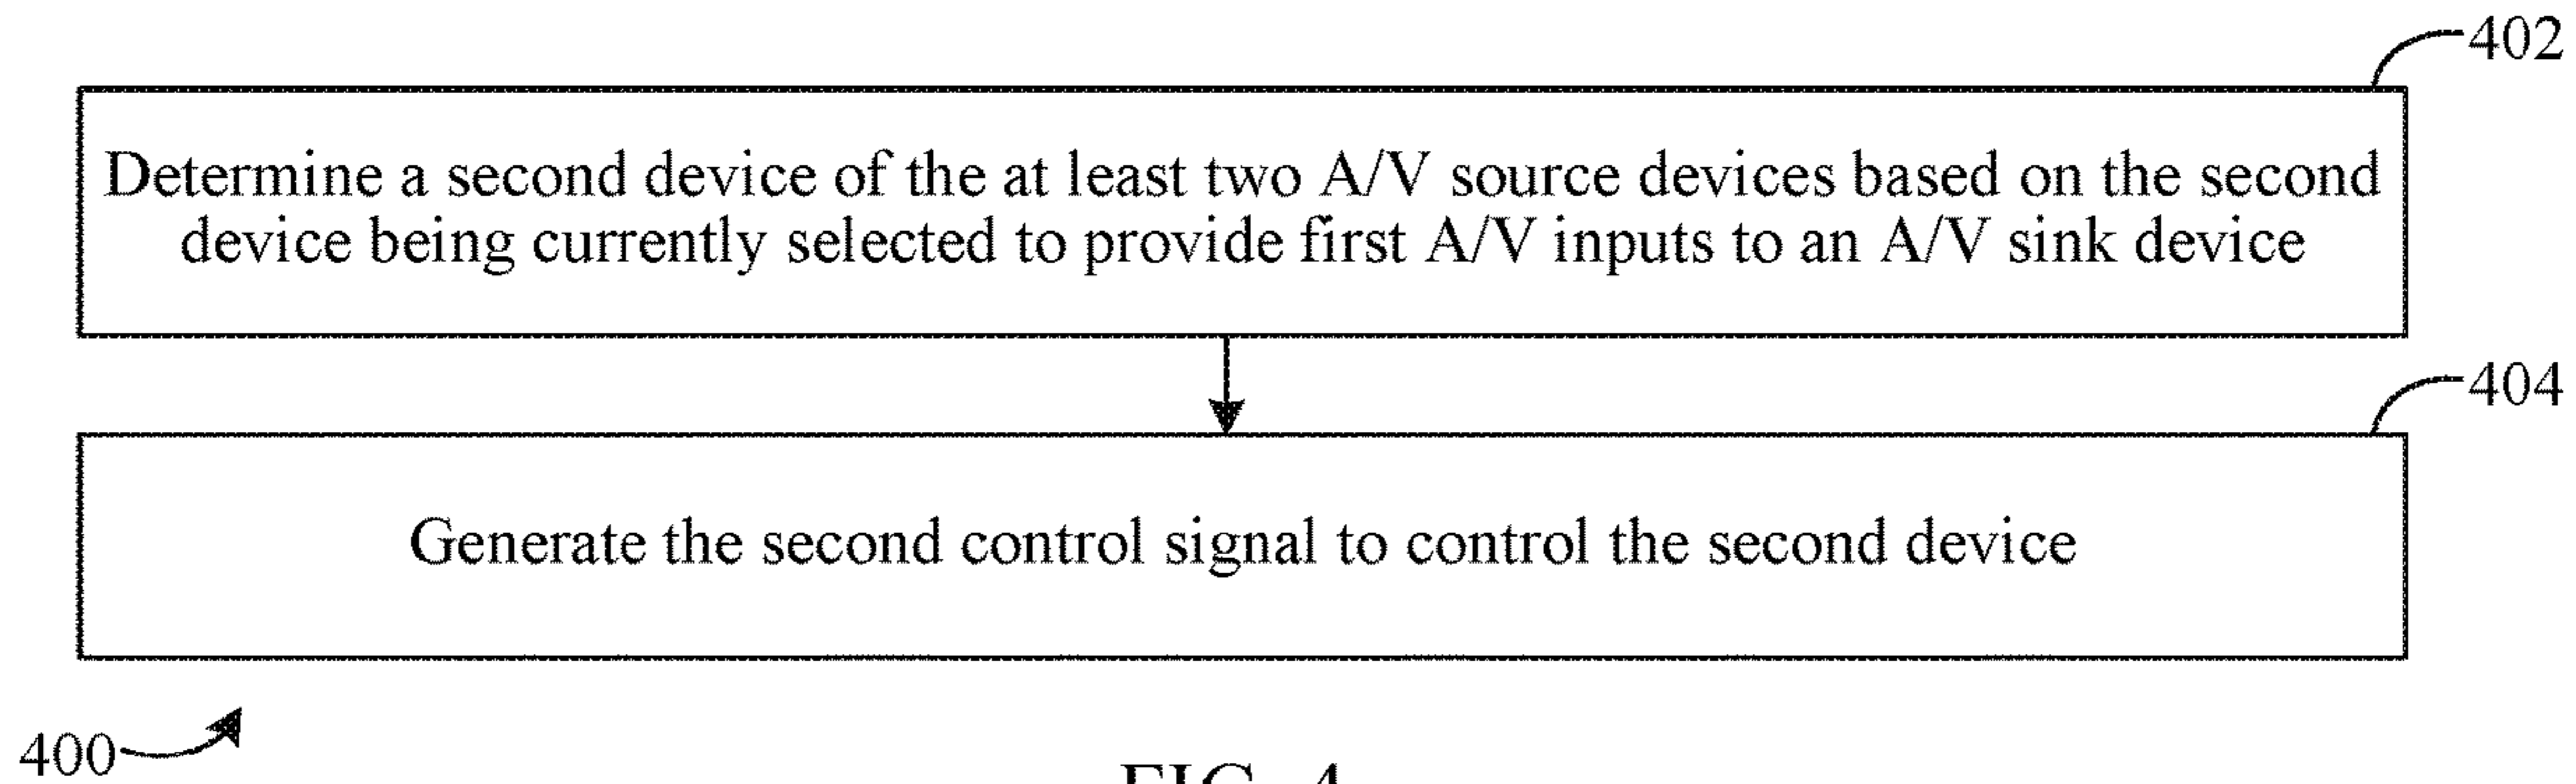 402
Determine a second device of the at least two A/V source devices based on the second
device being currently selected to provide first A/V inputs to an A/V sink device
404
Generate the second control signal to control the second device
400
FIG. 4